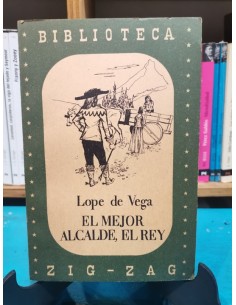 BIBLIOTECA
Lope de Vega
EL MEJOR
ALCALDE, EL REY
ZIG-ZAG